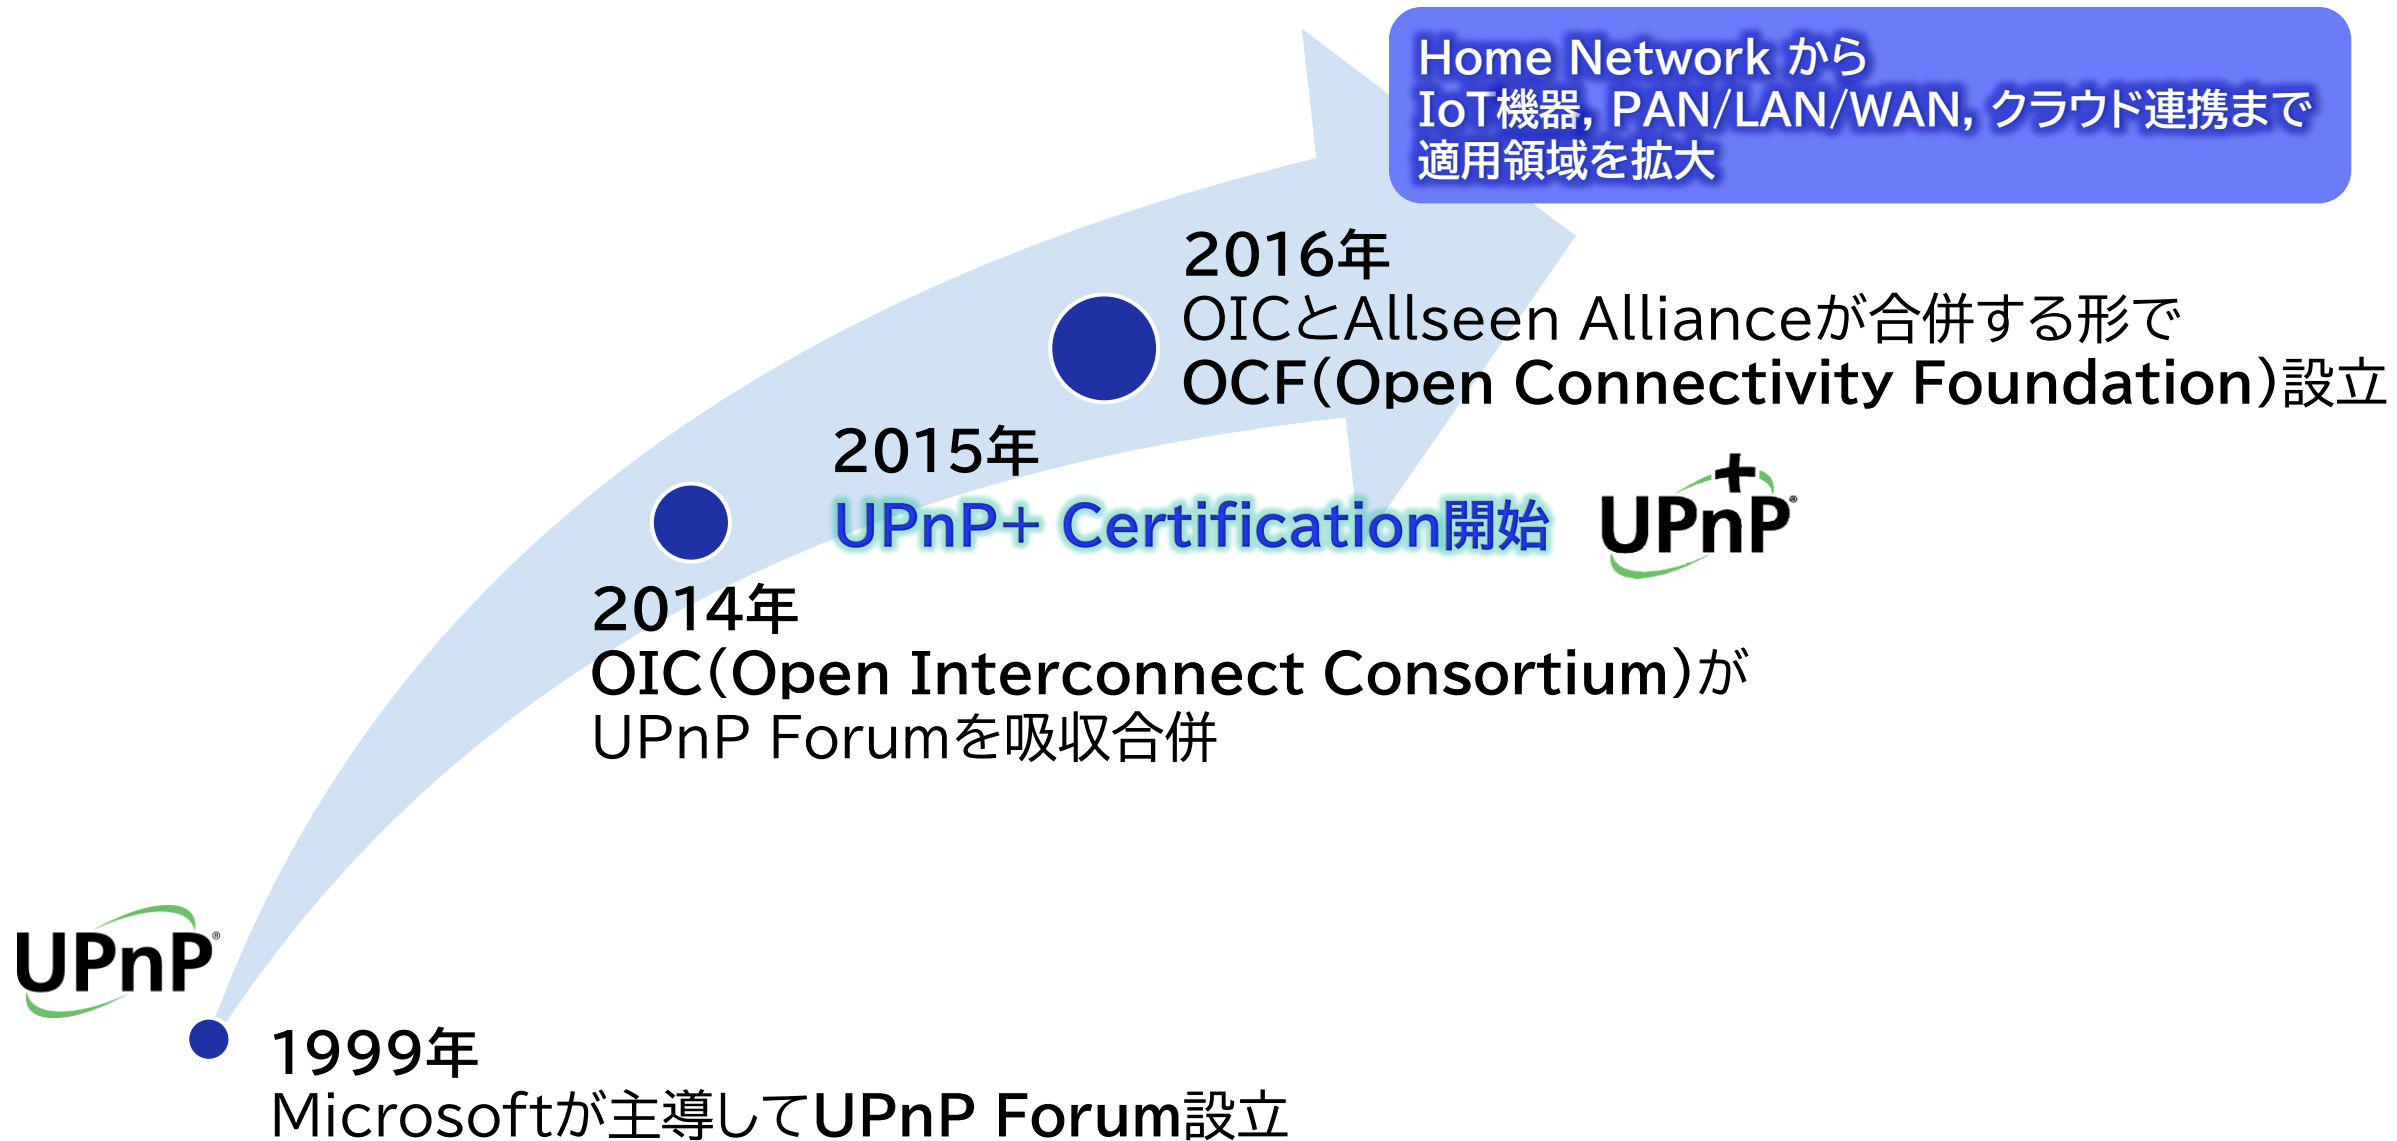 Home Network から
IoT機器, PAN/LAN/WAN, クラウド連携まで
適用領域を拡大
2016年
OICとAllseen Allianceが合併する形で
OCF(Open Connectivity Foundation)設立
2015年
UPnP+ Certification開始
UPnP+®
2014年
OIC(Open Interconnect Consortium)が
UPnP Forumを吸収合併
UPnP®
1999年
Microsoftが主導してUPnP Forum設立